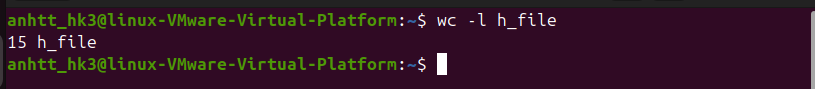 anhtt_hk3@linux-VMware-Virtual-Platform:~$ wc -l h_file
15 h_file
anhtt_hk3@linux-VMware-Virtual-Platform:~$